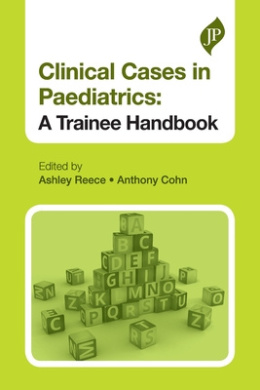 JP
Clinical Cases in
Paediatrics:
A Trainee Handbook
Edited by
Ashley Reece • Anthony Cohn
A
B C
D E F
G H I J
K L M N O
P Q R S T U